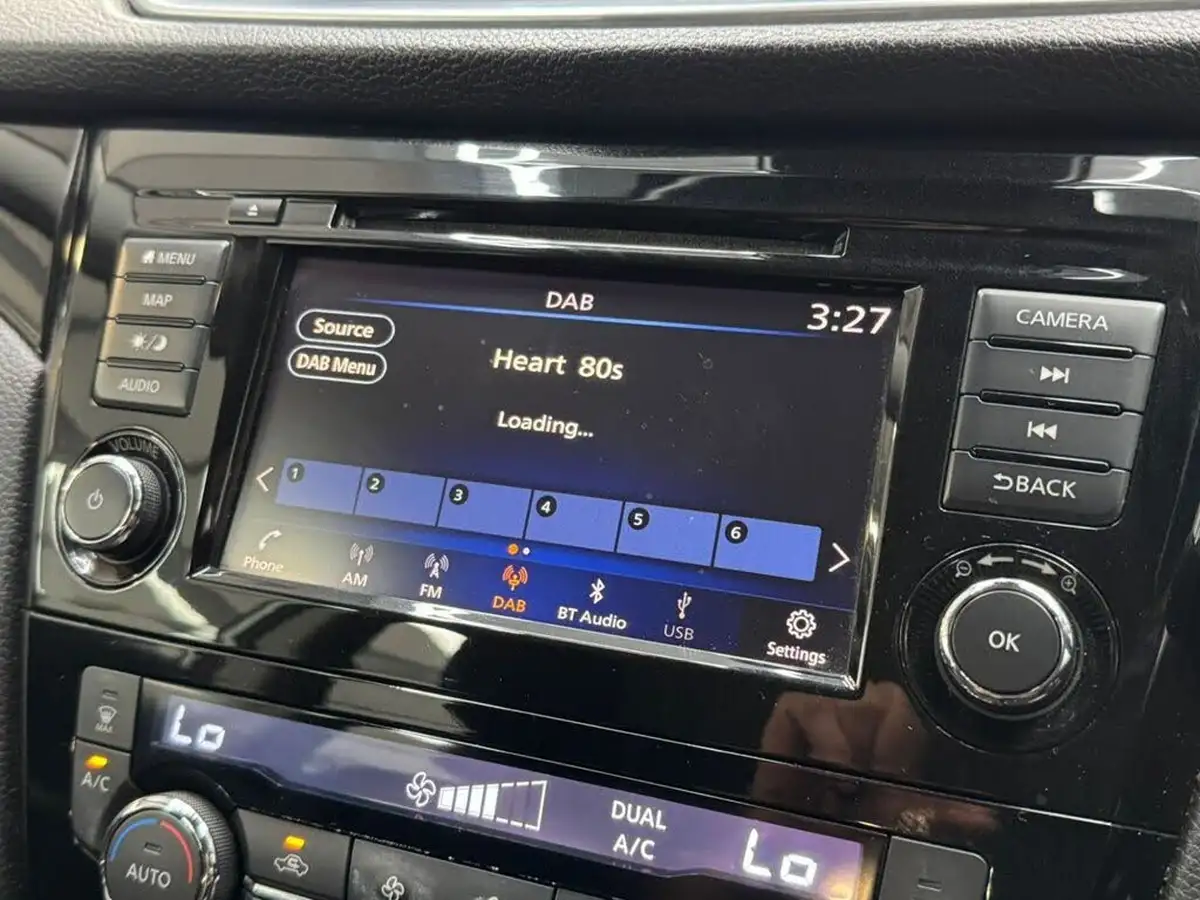 MENU
MAP
AUDIO
VOLUME
DAB
3:27
Source
DAB Menu
Heart 80s
Loading...
1
2
3
4
5
6
Phone
AM
FM
DAB
BT Audio
USB
Settings
CAMERA
BACK
OK
MAX
A/C
AUTO
Lo
DUAL
A/C
Lo